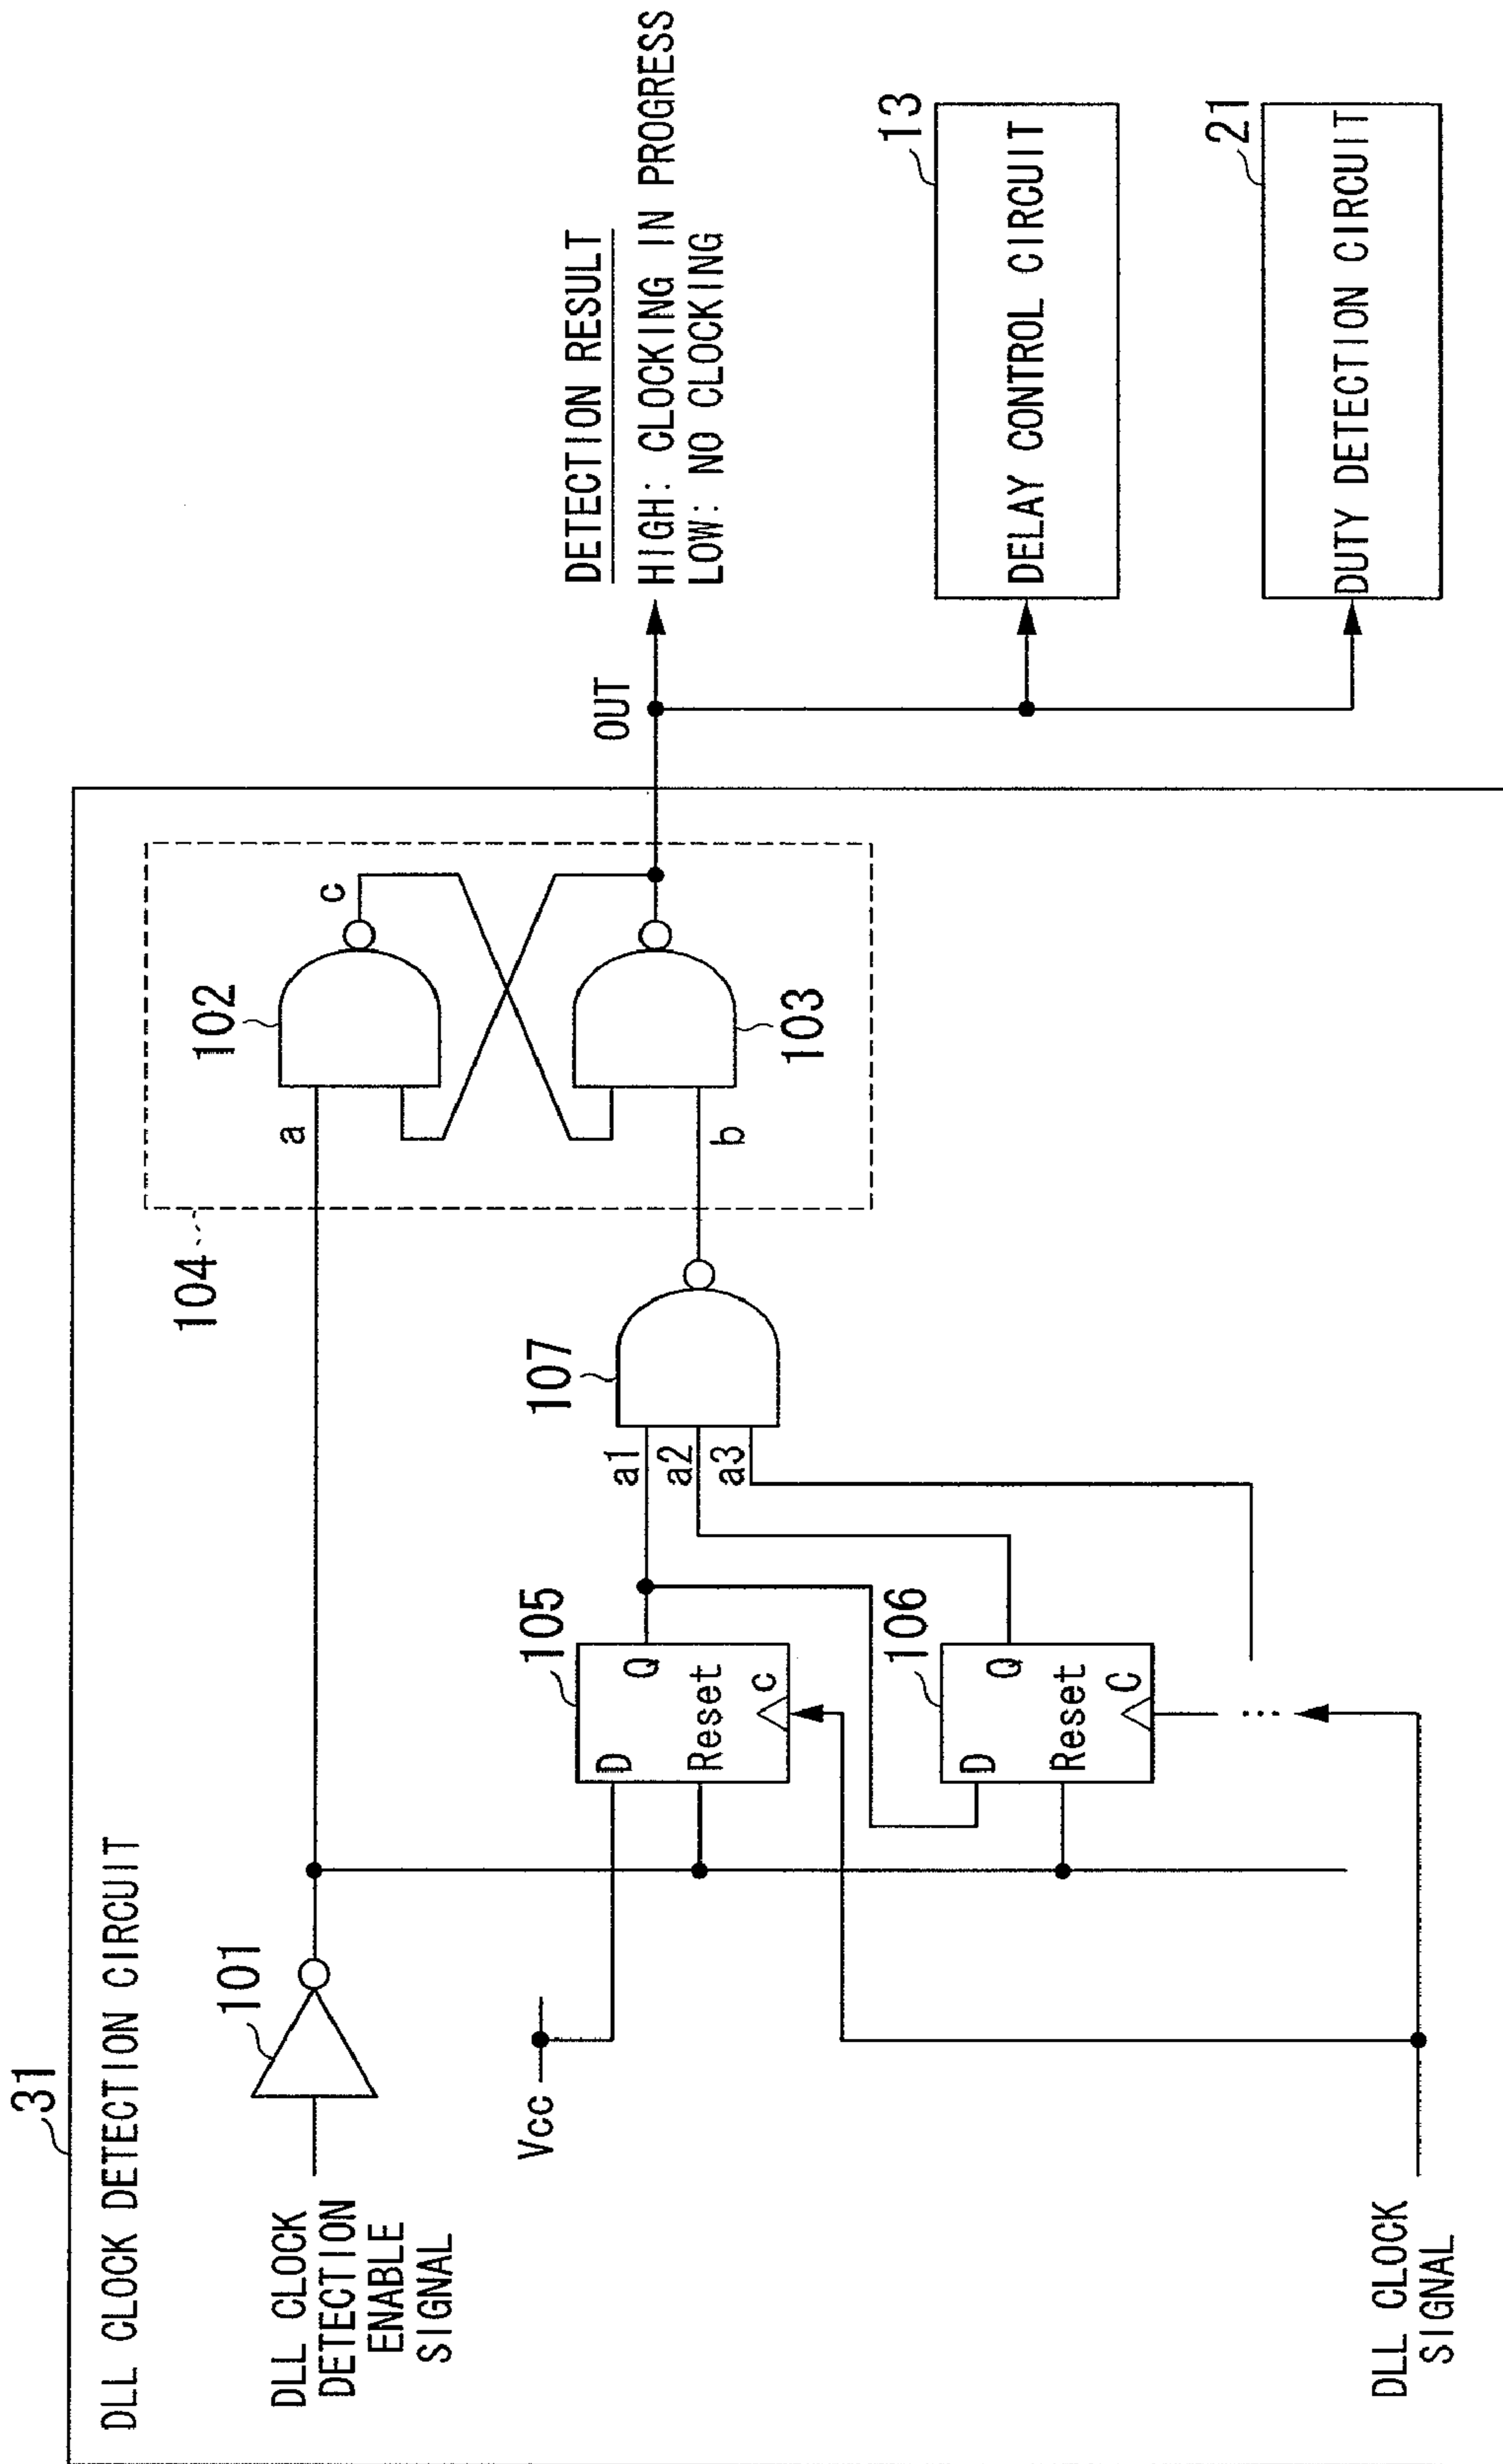 31
DLL CLOCK DETECTION CIRCUIT
DLL CLOCK
DETECTION
ENABLE
SIGNAL
101
104
102
a
c
103
b
OUT
DETECTION RESULT
HIGH: CLOCKING IN PROGRESS
LOW: NO CLOCKING
Vcc
105
D
Q
Reset
c
107
a1
a2
a3
106
D
Q
Reset
C
...
13
DELAY CONTROL CIRCUIT
21
DUTY DETECTION CIRCUIT
DLL CLOCK
SIGNAL